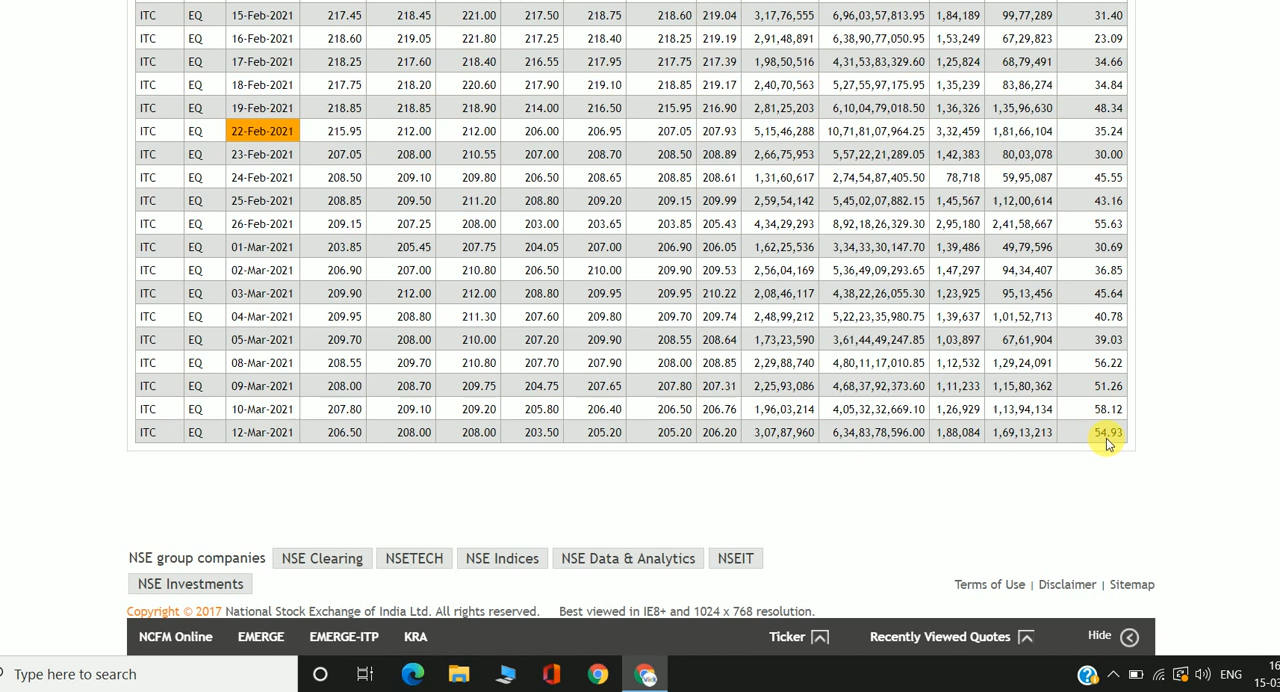 ITC EQ 15-Feb-2021 217.45 218.45 221.00 217.50 218.75 218.60 219.04 3,17,76,555 6,96,03,57,813.95 1,84,189 99,77,289 31.40
ITC EQ 16-Feb-2021 218.60 219.05 221.80 217.25 218.40 218.25 219.19 2,91,48,891 6,38,90,77,050.95 1,53,249 67,29,823 23.09
ITC EQ 17-Feb-2021 218.25 217.60 218.40 216.55 217.95 217.75 217.39 1,98,50,516 4,31,53,83,329.60 1,25,824 68,79,491 34.66
ITC EQ 18-Feb-2021 217.75 218.20 220.60 217.90 219.10 218.85 219.17 2,40,70,563 5,27,55,97,175.95 1,35,239 83,86,274 34.84
ITC EQ 19-Feb-2021 218.85 218.85 218.90 214.00 216.50 215.95 216.90 2,81,25,203 6,10,04,79,018.50 1,36,326 1,35,96,630 48.34
ITC EQ 22-Feb-2021 215.95 212.00 212.00 206.00 206.95 207.05 207.93 5,15,46,288 10,71,81,07,964.25 3,32,459 1,81,66,104 35.24
ITC EQ 23-Feb-2021 207.05 208.00 210.55 207.00 208.70 208.50 208.89 2,66,75,953 5,57,22,21,289.05 1,42,383 80,03,078 30.00
ITC EQ 24-Feb-2021 208.50 209.10 209.80 206.50 208.65 208.85 208.61 1,31,60,617 2,74,54,87,405.50 78,718 59,95,087 45.55
ITC EQ 25-Feb-2021 208.85 209.50 211.20 208.80 209.20 209.15 209.99 2,59,54,142 5,45,02,07,882.15 1,45,567 1,12,00,614 43.16
ITC EQ 26-Feb-2021 209.15 207.25 208.00 203.00 203.65 203.85 205.43 4,34,29,293 8,92,18,26,329.30 2,95,180 2,41,58,667 55.63
ITC EQ 01-Mar-2021 203.85 205.45 207.75 204.05 207.00 206.90 206.05 1,62,25,536 3,34,33,30,147.70 1,39,486 49,79,596 30.69
ITC EQ 02-Mar-2021 206.90 207.00 210.80 206.50 210.00 209.90 209.53 2,56,04,169 5,36,49,09,293.65 1,47,297 94,34,407 36.85
ITC EQ 03-Mar-2021 209.90 212.00 212.00 208.80 209.95 209.95 210.22 2,08,46,117 4,38,22,26,055.30 1,23,925 95,13,456 45.64
ITC EQ 04-Mar-2021 209.95 208.80 211.30 207.60 209.80 209.70 209.74 2,48,99,212 5,22,23,35,980.75 1,39,637 1,01,52,713 40.78
ITC EQ 05-Mar-2021 209.70 208.00 210.00 207.20 209.90 208.55 208.64 1,73,23,590 3,61,44,49,247.85 1,03,897 67,61,904 39.03
ITC EQ 08-Mar-2021 208.55 209.70 210.80 207.70 207.90 208.00 208.85 2,29,88,740 4,80,11,17,010.85 1,12,532 1,29,24,091 56.22
ITC EQ 09-Mar-2021 208.00 208.70 209.75 204.75 207.65 207.80 207.31 2,25,93,086 4,68,37,92,373.60 1,11,233 1,15,80,362 51.26
ITC EQ 10-Mar-2021 207.80 209.10 209.20 205.80 206.40 206.50 206.76 1,96,03,214 4,05,32,32,669.10 1,26,929 1,13,94,134 58.12
ITC EQ 12-Mar-2021 206.50 208.00 208.00 203.50 205.20 205.20 206.20 3,07,87,960 6,34,83,78,596.00 1,88,084 1,69,13,213 54.93
NSE group companies NSE Clearing NSETECH NSE Indices NSE Data & Analytics NSEIT
NSE Investments
Terms of Use | Disclaimer | Sitemap
Copyright © 2017 National Stock Exchange of India Ltd. All rights reserved. Best viewed in IE8+ and 1024 x 768 resolution.
NCFM Online EMERGE EMERGE-ITP KRA Ticker Recently Viewed Quotes Hide
Type here to search
ENG
16
15-03